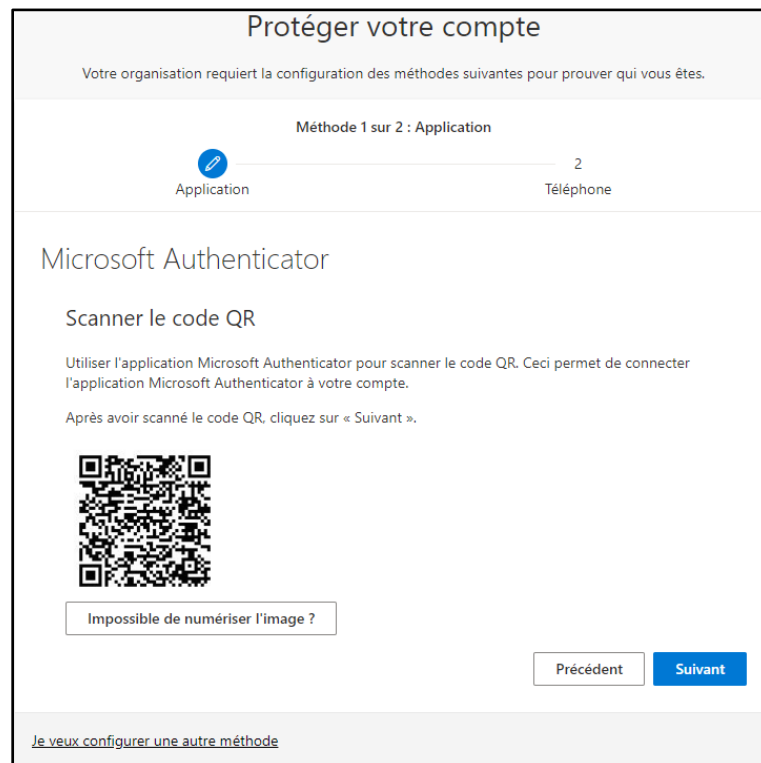 Protéger votre compte
Votre organisation requiert la configuration des méthodes suivantes pour prouver qui vous êtes.
Méthode 1 sur 2 : Application
2
Application
Téléphone
Microsoft Authenticator
Scanner le code QR
Utiliser l'application Microsoft Authenticator pour scanner le code QR. Ceci permet de connecter
l'application Microsoft Authenticator à votre compte.
Après avoir scanné le code QR, cliquez sur « Suivant ».
Impossible de numériser l'image ?
Précédent
Suivant
Je veux configurer une autre méthode